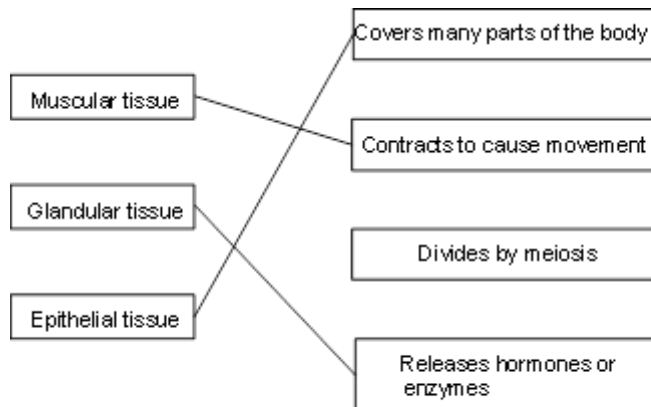 Covers many parts of the body
Muscular tissue
Contracts to cause movement
Glandular tissue
Divides by meiosis
Epithelial tissue
Releases hormones or
enzymes